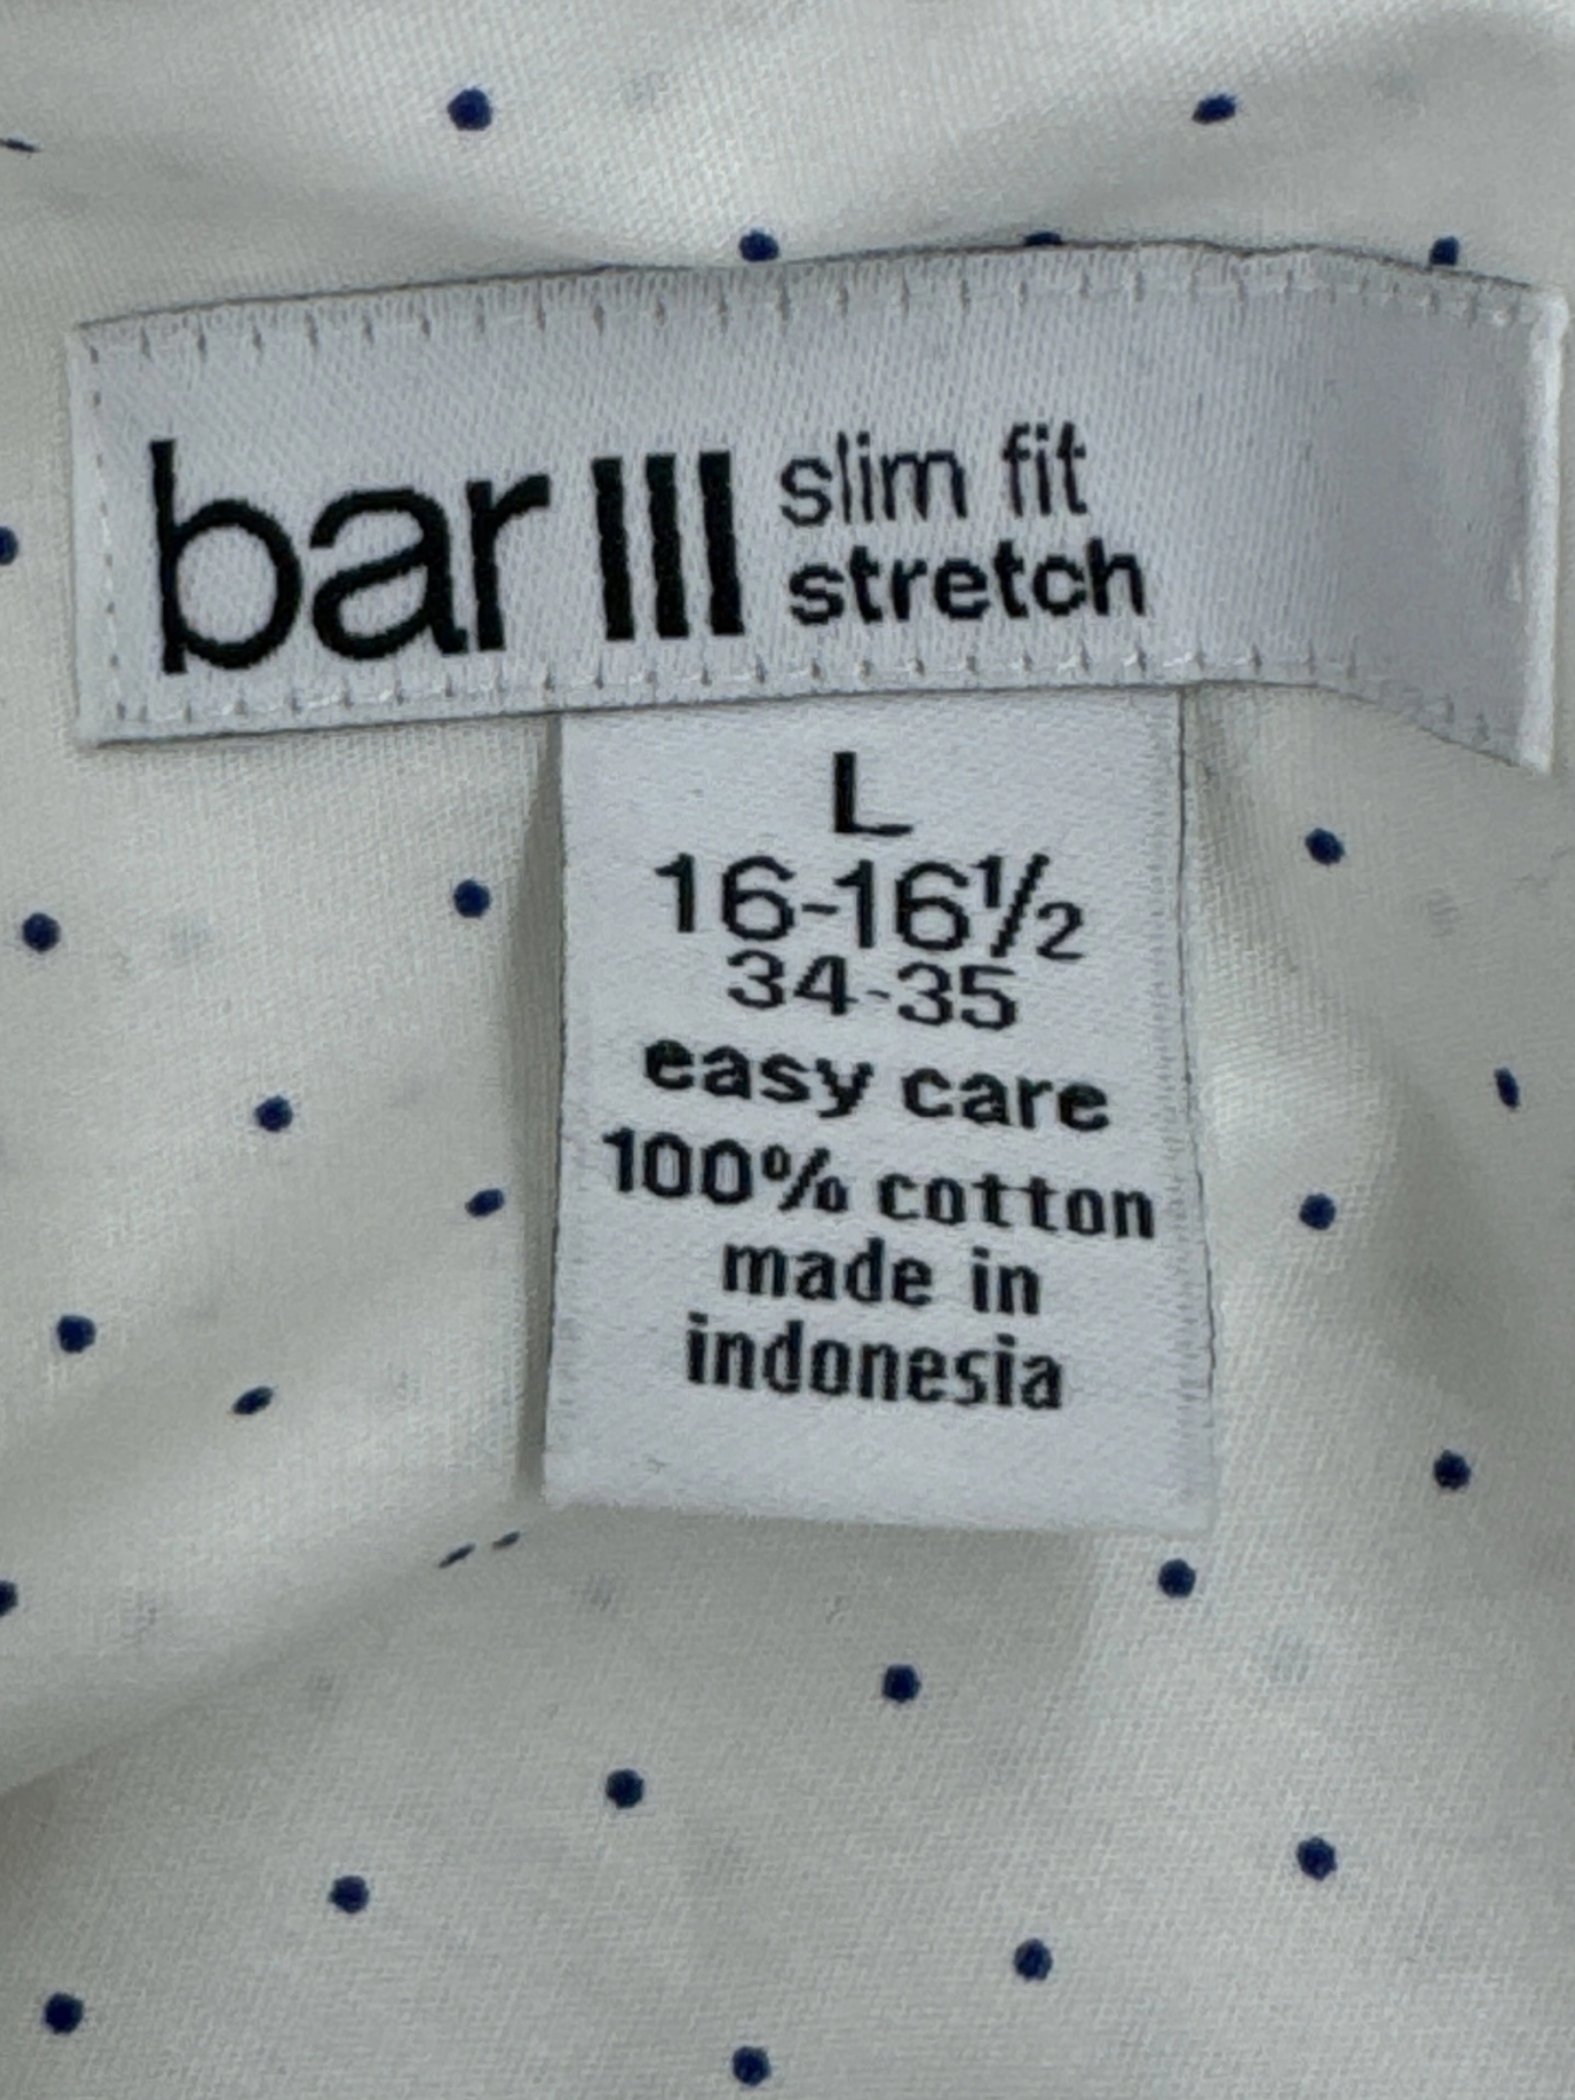 bar III slim fit
stretch
L
16-16½
34-35
easy care
100% cotton
made in
indonesia